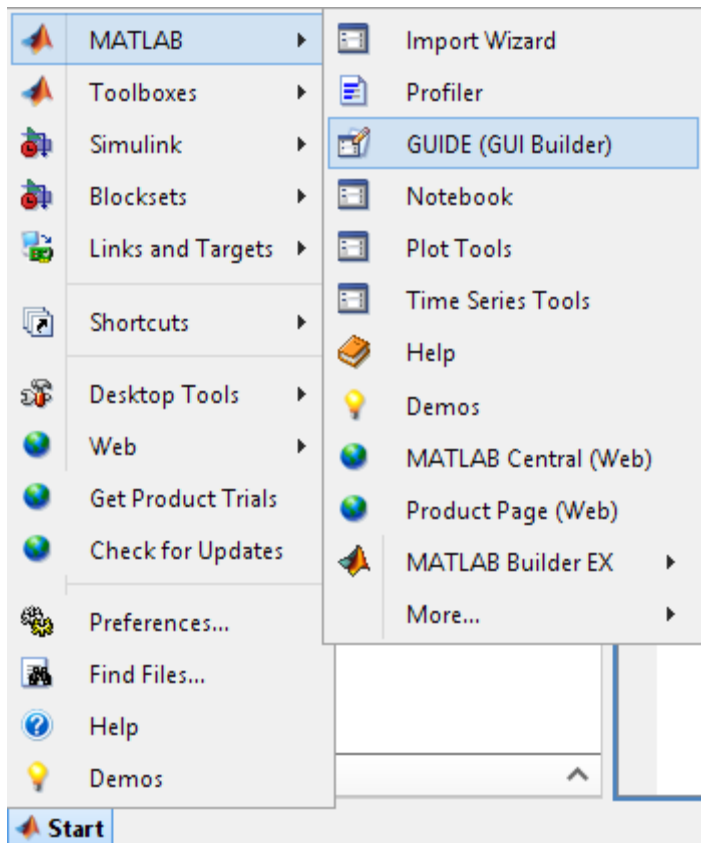 MATLAB
Toolboxes
Simulink
Blocksets
Links and Targets
Shortcuts
Desktop Tools
Web
Get Product Trials
Check for Updates
Preferences...
Find Files...
Help
Demos
Start
Import Wizard
Profiler
GUIDE (GUI Builder)
Notebook
Plot Tools
Time Series Tools
Help
Demos
MATLAB Central (Web)
Product Page (Web)
MATLAB Builder EX
More...